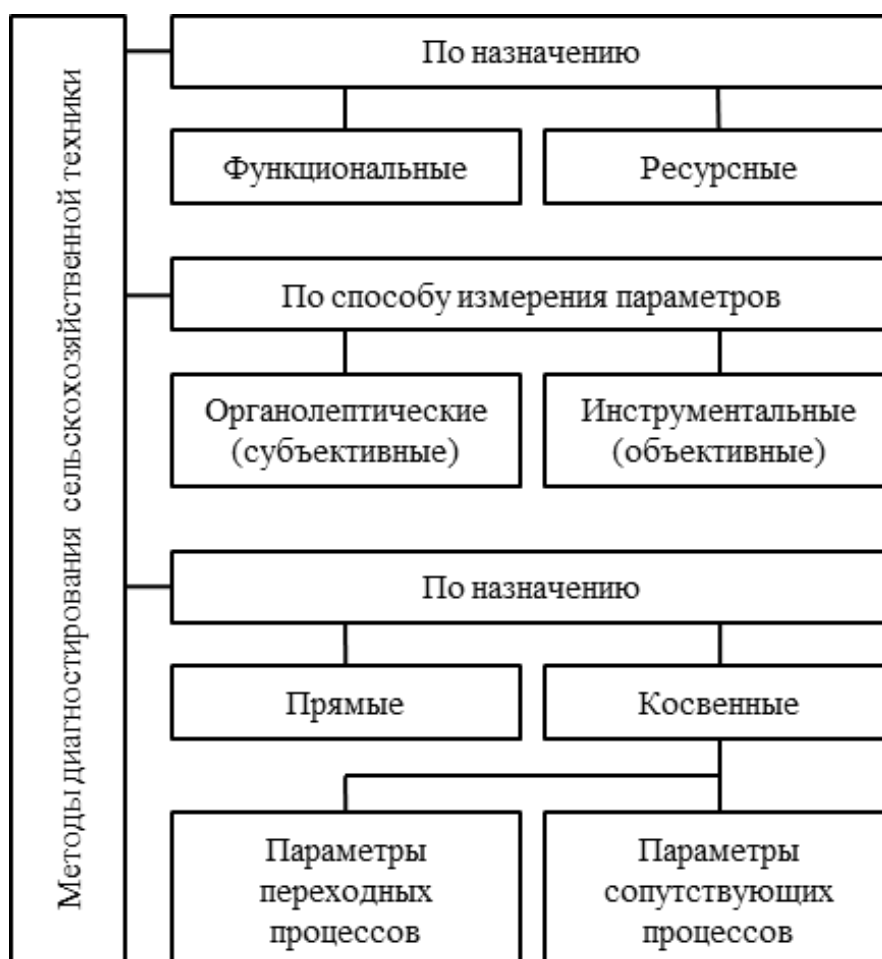 Методы диагностирования сельскохозяйственной техники
По назначению
Функциональные
Ресурсные
По способу измерения параметров
Органолептические
(субъективные)
Инструментальные
(объективные)
По назначению
Прямые
Косвенные
Параметры
переходных
процессов
Параметры
сопутствующих
процессов